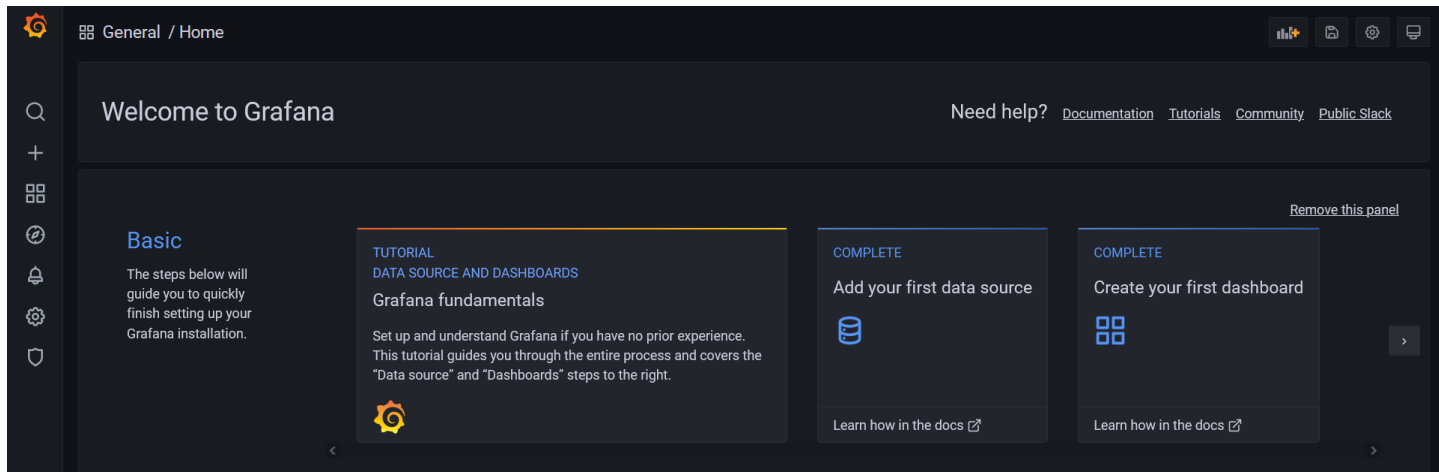 General / Home
Welcome to Grafana
Need help? Documentation Tutorials Community Public Slack
Remove this panel
Basic
The steps below will
guide you to quickly
finish setting up your
Grafana installation.
TUTORIAL
DATA SOURCE AND DASHBOARDS
Grafana fundamentals
Set up and understand Grafana if you have no prior experience.
This tutorial guides you through the entire process and covers the
“Data source” and “Dashboards” steps to the right.
COMPLETE
Add your first data source
Learn how in the docs
COMPLETE
Create your first dashboard
Learn how in the docs